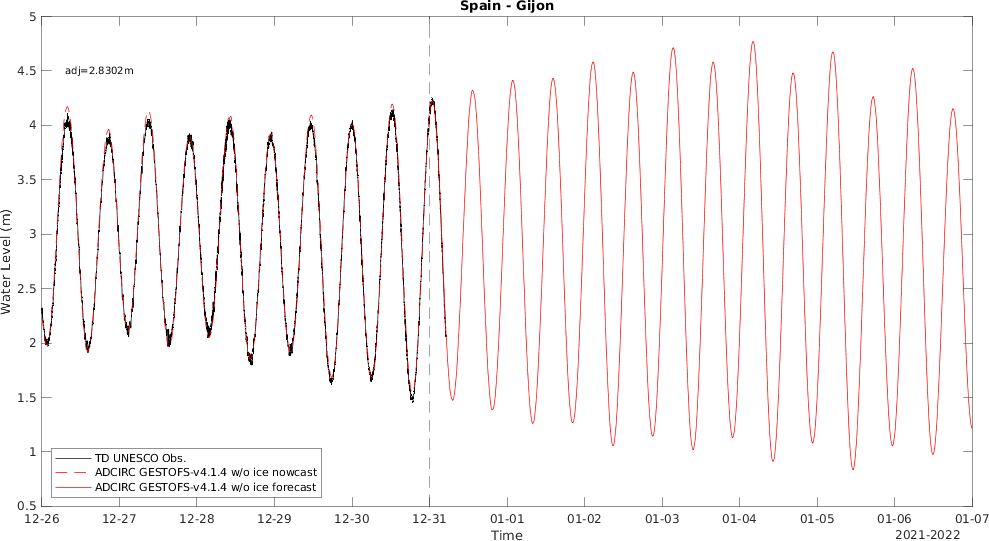 Spain - Gijon
adj=2.8302m
Water Level (m)
5
4.5
4
3.5
3
2.5
2
1.5
1
0.5
TD UNESCO Obs.
ADCIRC GESTOFS-v4.1.4 w/o ice nowcast
ADCIRC GESTOFS-v4.1.4 w/o ice forecast
12-26 12-27 12-28 12-29 12-30 12-31 01-01 01-02 01-03 01-04 01-05 01-06 01-07
Time
2021-2022